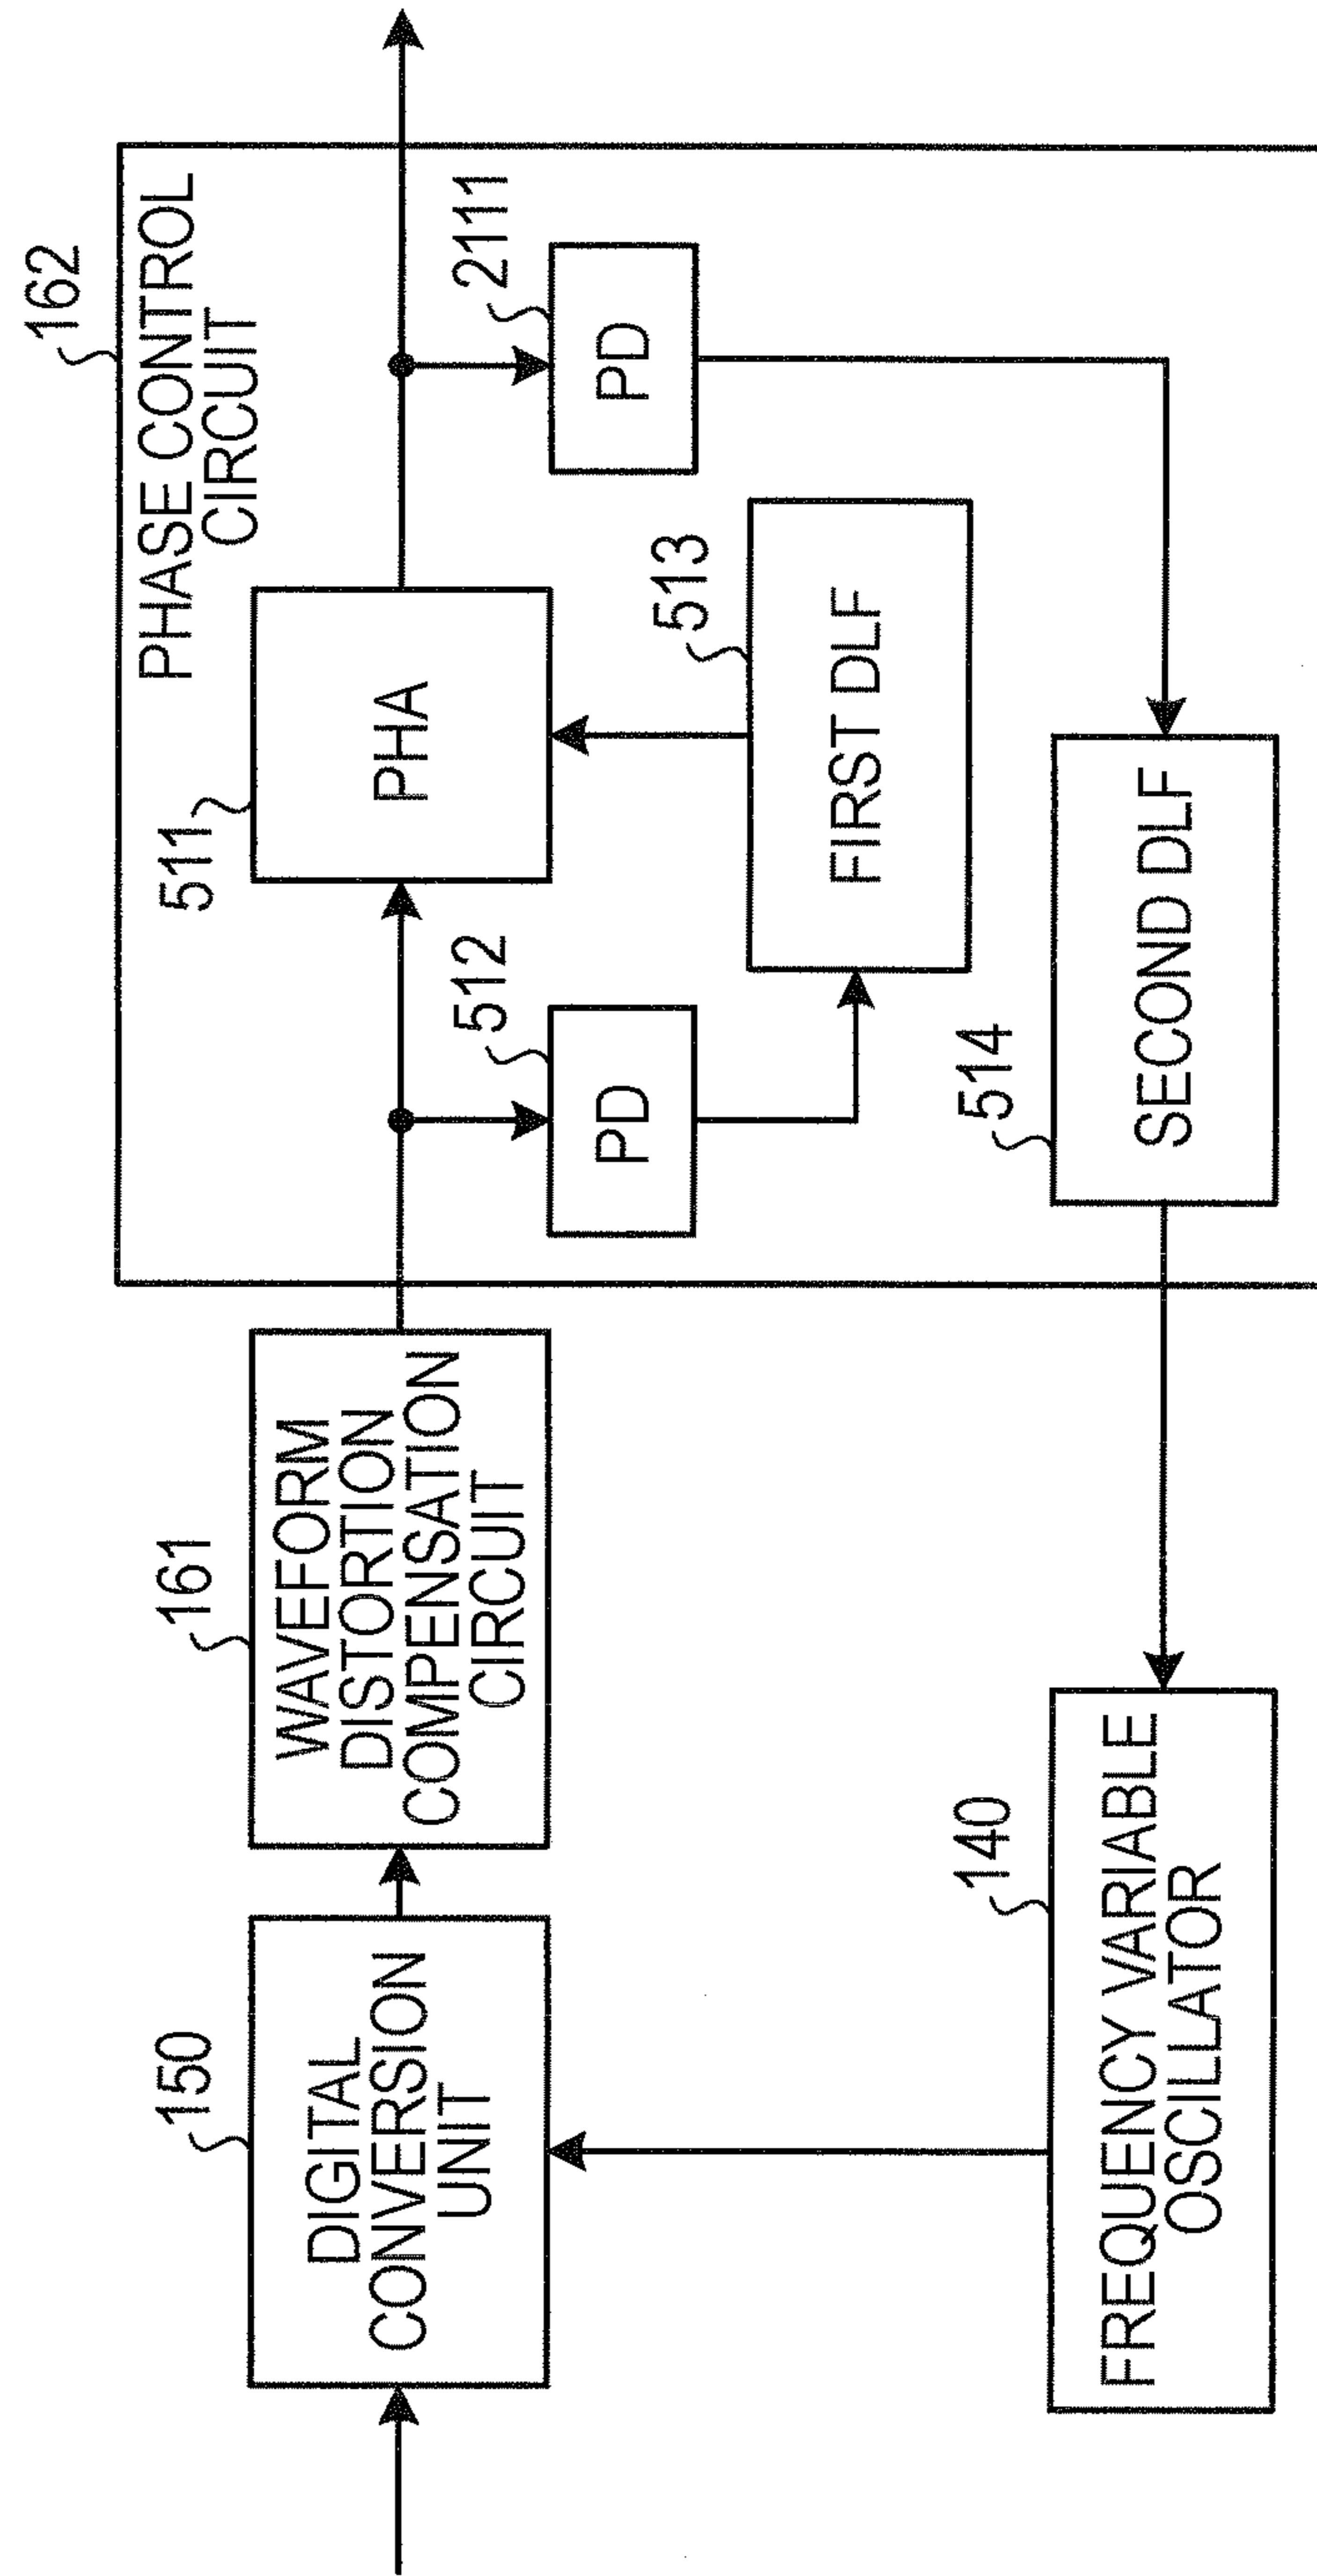 162
PHASE CONTROL
CIRCUIT
150
DIGITAL
CONVERSION
UNIT
161
WAVEFORM
DISTORTION
COMPENSATION
CIRCUIT
511
PHA
512
PD
2111
PD
513
FIRST DLF
514
SECOND DLF
140
FREQUENCY VARIABLE
OSCILLATOR